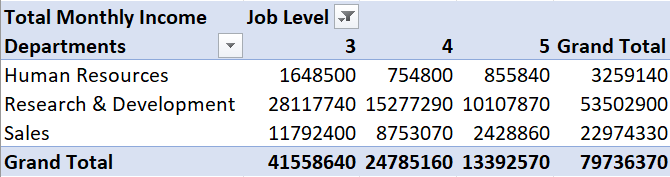 Total Monthly Income Job Level
Departments 3 4 5 Grand Total
Human Resources 1648500 754800 855840 3259140
Research & Development 28117740 15277290 10107870 53502900
Sales 11792400 8753070 2428860 22974330
Grand Total 41558640 24785160 13392570 79736370